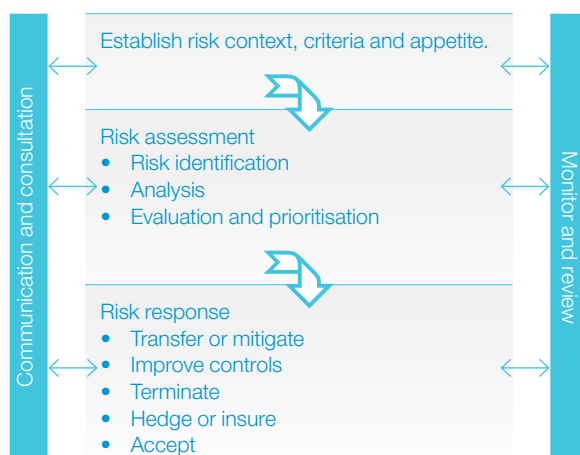 Communication and consultation
Establish risk context, criteria and appetite.
Risk assessment
• Risk identification
• Analysis
• Evaluation and prioritisation
Risk response
• Transfer or mitigate
• Improve controls
• Terminate
• Hedge or insure
• Accept
Monitor and review